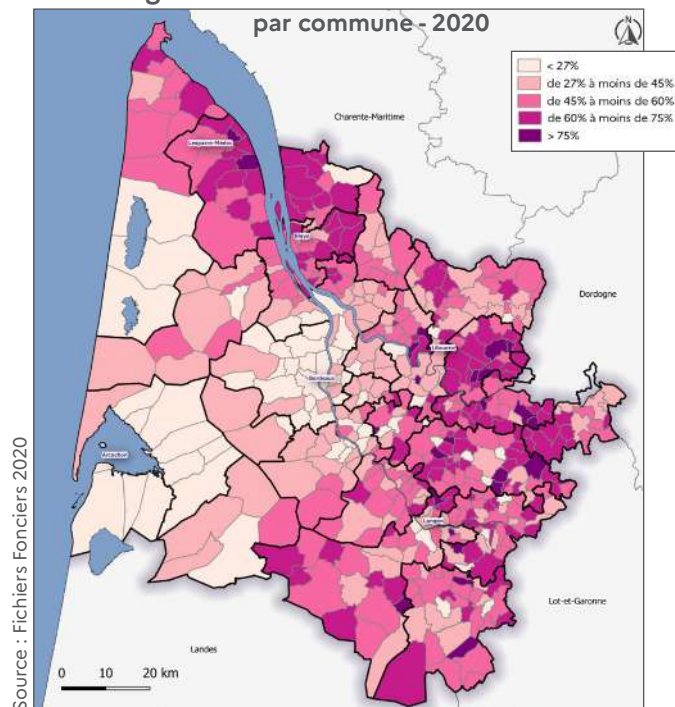 par commune - 2020
N
< 27%
de 27% à moins de 45%
de 45% à moins de 60%
de 60% à moins de 75%
> 75%
Charente-Maritime
Lesparre-Médoc
Blaye
Dordogne
Libourne
Bordeaux
Arcachon
Langon
Lot-et-Garonne
Landes
0 10 20 km
Source : Fichiers Fonciers 2020